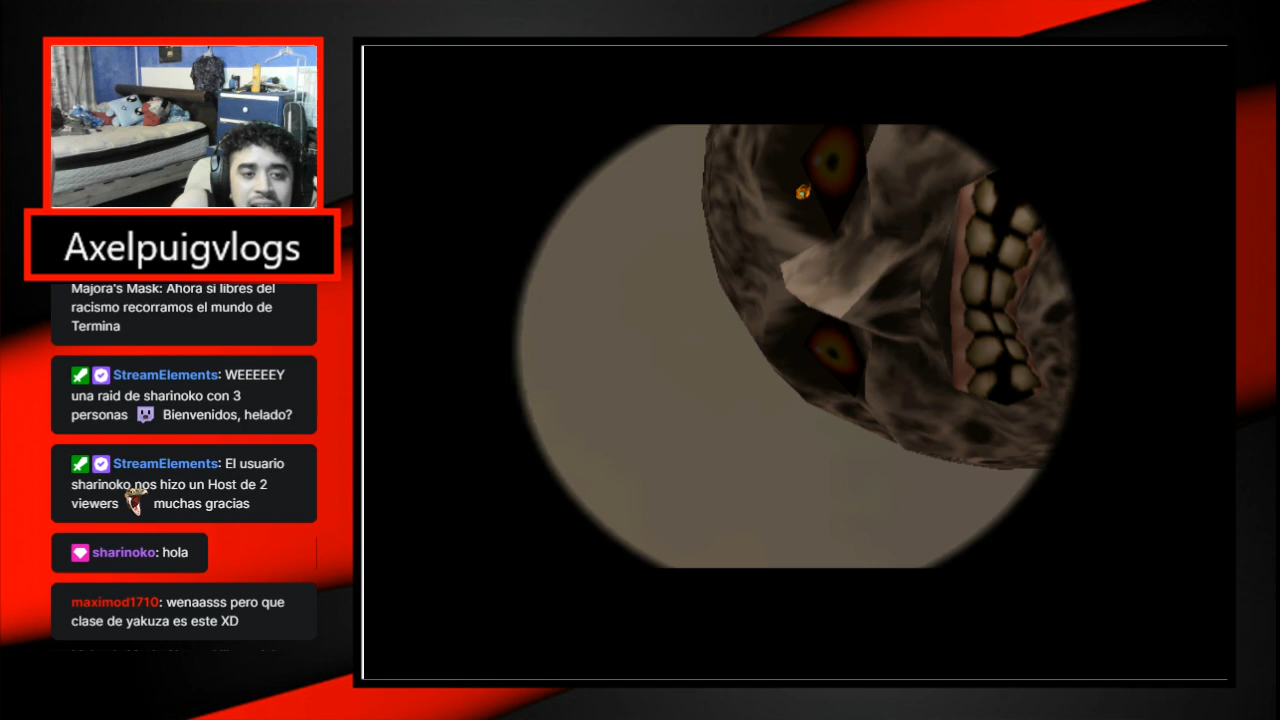 Axelpuigvlogs
Majora's Mask: Ahora si libres del
racismo recorramos el mundo de
Termina
StreamElements: WEEEEEY
una raid de sharinoko con 3
personas Bienvenidos, helado?
StreamElements: El usuario
sharinoko nos hizo un Host de 2
viewers muchas gracias
sharinoko: hola
maximod1710: wenaasss pero que
clase de yakuza es este XD